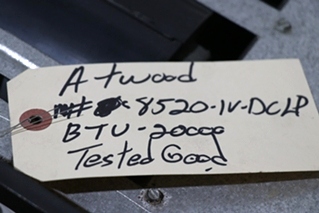 Atwood
M# 8520-IV-DCLP
BTU-20000
Tested Good